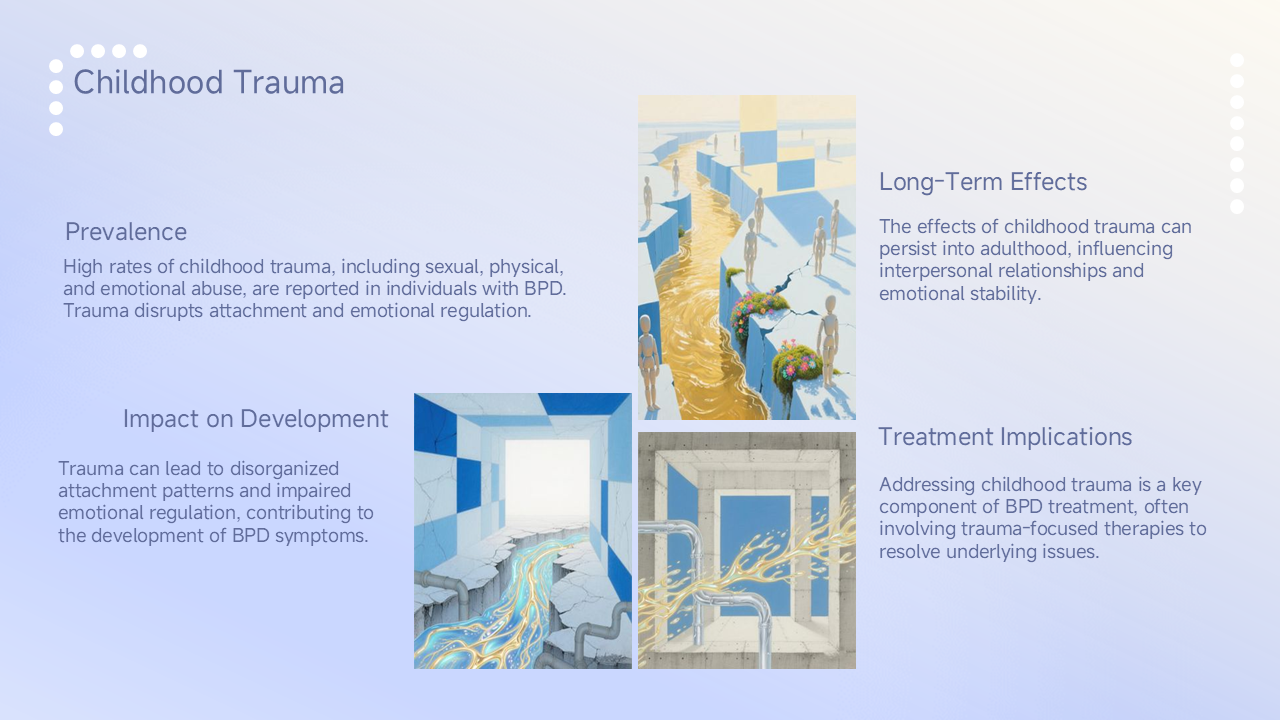 Childhood Trauma
Prevalence
High rates of childhood trauma, including sexual, physical,
and emotional abuse, are reported in individuals with BPD.
Trauma disrupts attachment and emotional regulation.
Impact on Development
Trauma can lead to disorganized
attachment patterns and impaired
emotional regulation, contributing to
the development of BPD symptoms.
Long-Term Effects
The effects of childhood trauma can
persist into adulthood, influencing
interpersonal relationships and
emotional stability.
Treatment Implications
Addressing childhood trauma is a key
component of BPD treatment, often
involving trauma-focused therapies to
resolve underlying issues.